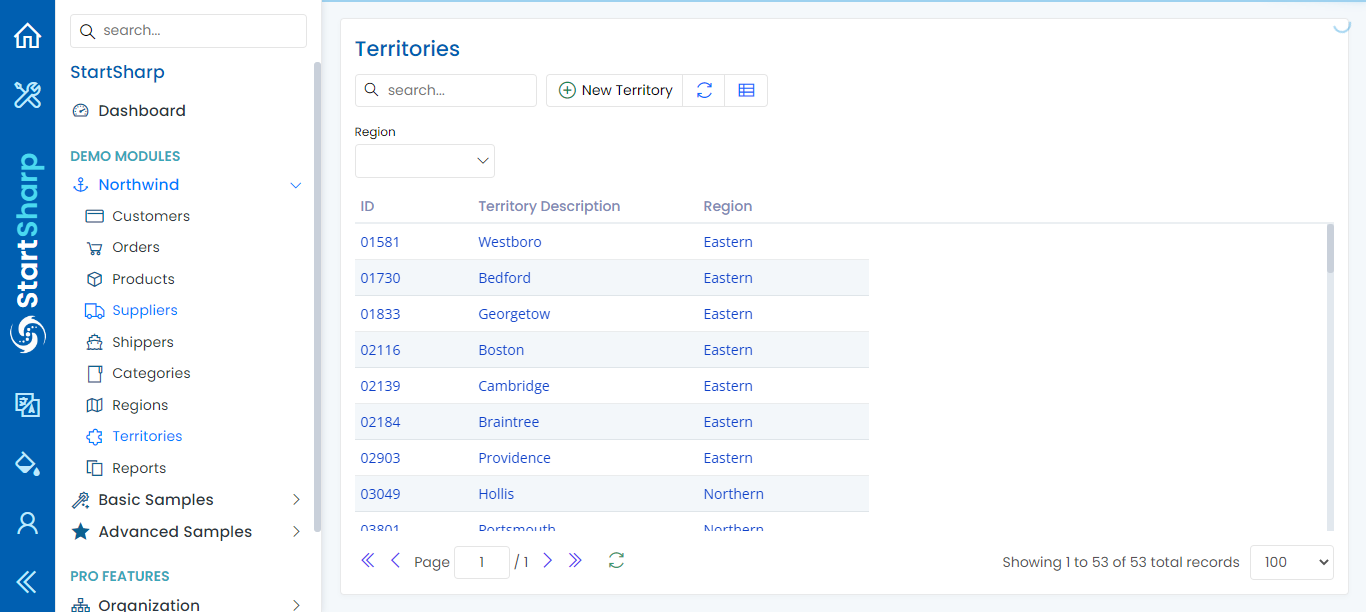 search...
StartSharp
Dashboard
DEMO MODULES
Northwind
Customers
Orders
Products
Suppliers
Shippers
Categories
Regions
Territories
Reports
Basic Samples
Advanced Samples
PRO FEATURES
Organization
StartSharp
Territories
search...
New Territory
Region
ID Territory Description Region
01581 Westboro Eastern
01730 Bedford Eastern
01833 Georgetow Eastern
02116 Boston Eastern
02139 Cambridge Eastern
02184 Braintree Eastern
02903 Providence Eastern
03049 Hollis Northern
03801 Portsmouth Northern
Page 1 / 1
Showing 1 to 53 of 53 total records 100